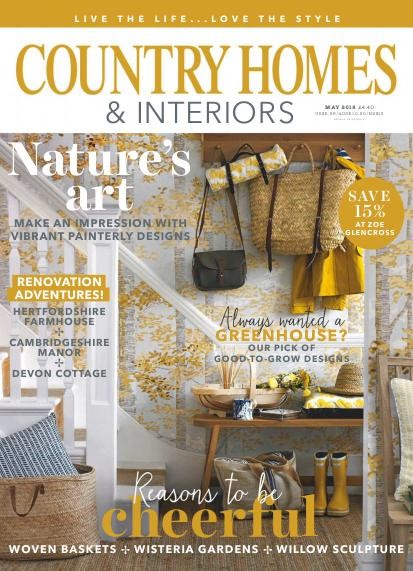 LIVE THE LIFE...LOVE THE STYLE
COUNTRY HOMES
& INTERIORS
MAY 2018 £4.40
Nature's
art
MAKE AN IMPRESSION WITH
VIBRANT PAINTERLY DESIGNS
SAVE
15%
AT ZOE
GLENCROSS
RENOVATION
ADVENTURES!
HERTFORDSHIRE
FARMHOUSE
+
CAMBRIDGESHIRE
MANOR
+
DEVON COTTAGE
Always wanted a
GREENHOUSE?
OUR PICK OF
GOOD-TO-GROW DESIGNS
Reasons to be
cheerful
WOVEN BASKETS + WISTERIA GARDENS + WILLOW SCULPTURE